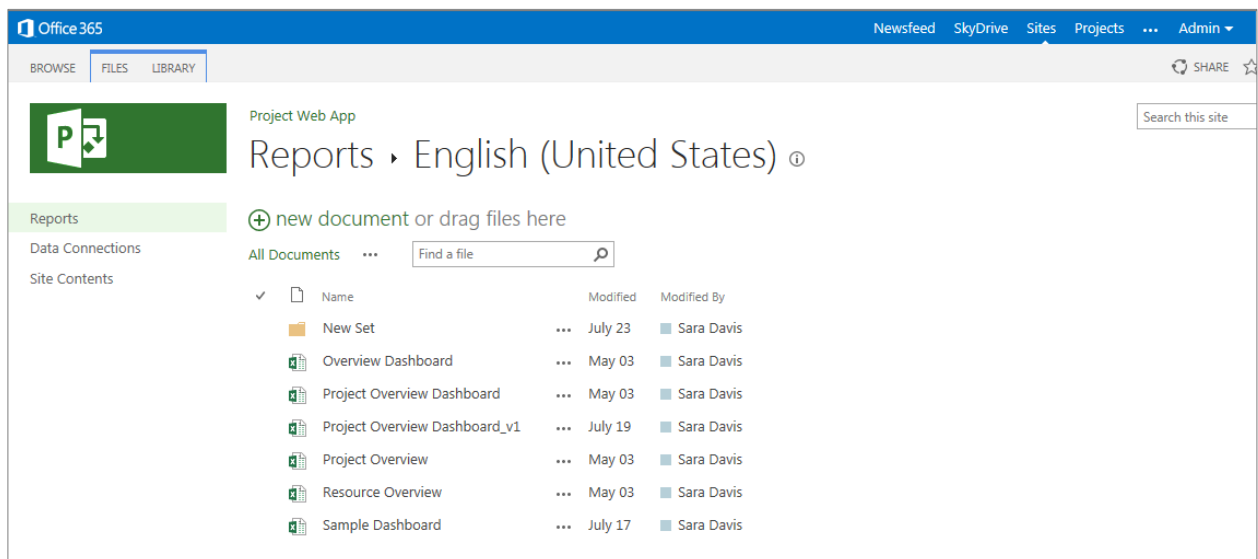 Office 365 Newsfeed SkyDrive Sites Projects ... Admin
BROWSE FILES LIBRARY SHARE
P
Project Web App Search this site
Reports ▸ English (United States)
Reports
Data Connections
Site Contents
new document or drag files here
All Documents ... Find a file
Name Modified Modified By
New Set ... July 23 Sara Davis
Overview Dashboard ... May 03 Sara Davis
Project Overview Dashboard ... May 03 Sara Davis
Project Overview Dashboard_v1 ... July 19 Sara Davis
Project Overview ... May 03 Sara Davis
Resource Overview ... May 03 Sara Davis
Sample Dashboard ... July 17 Sara Davis